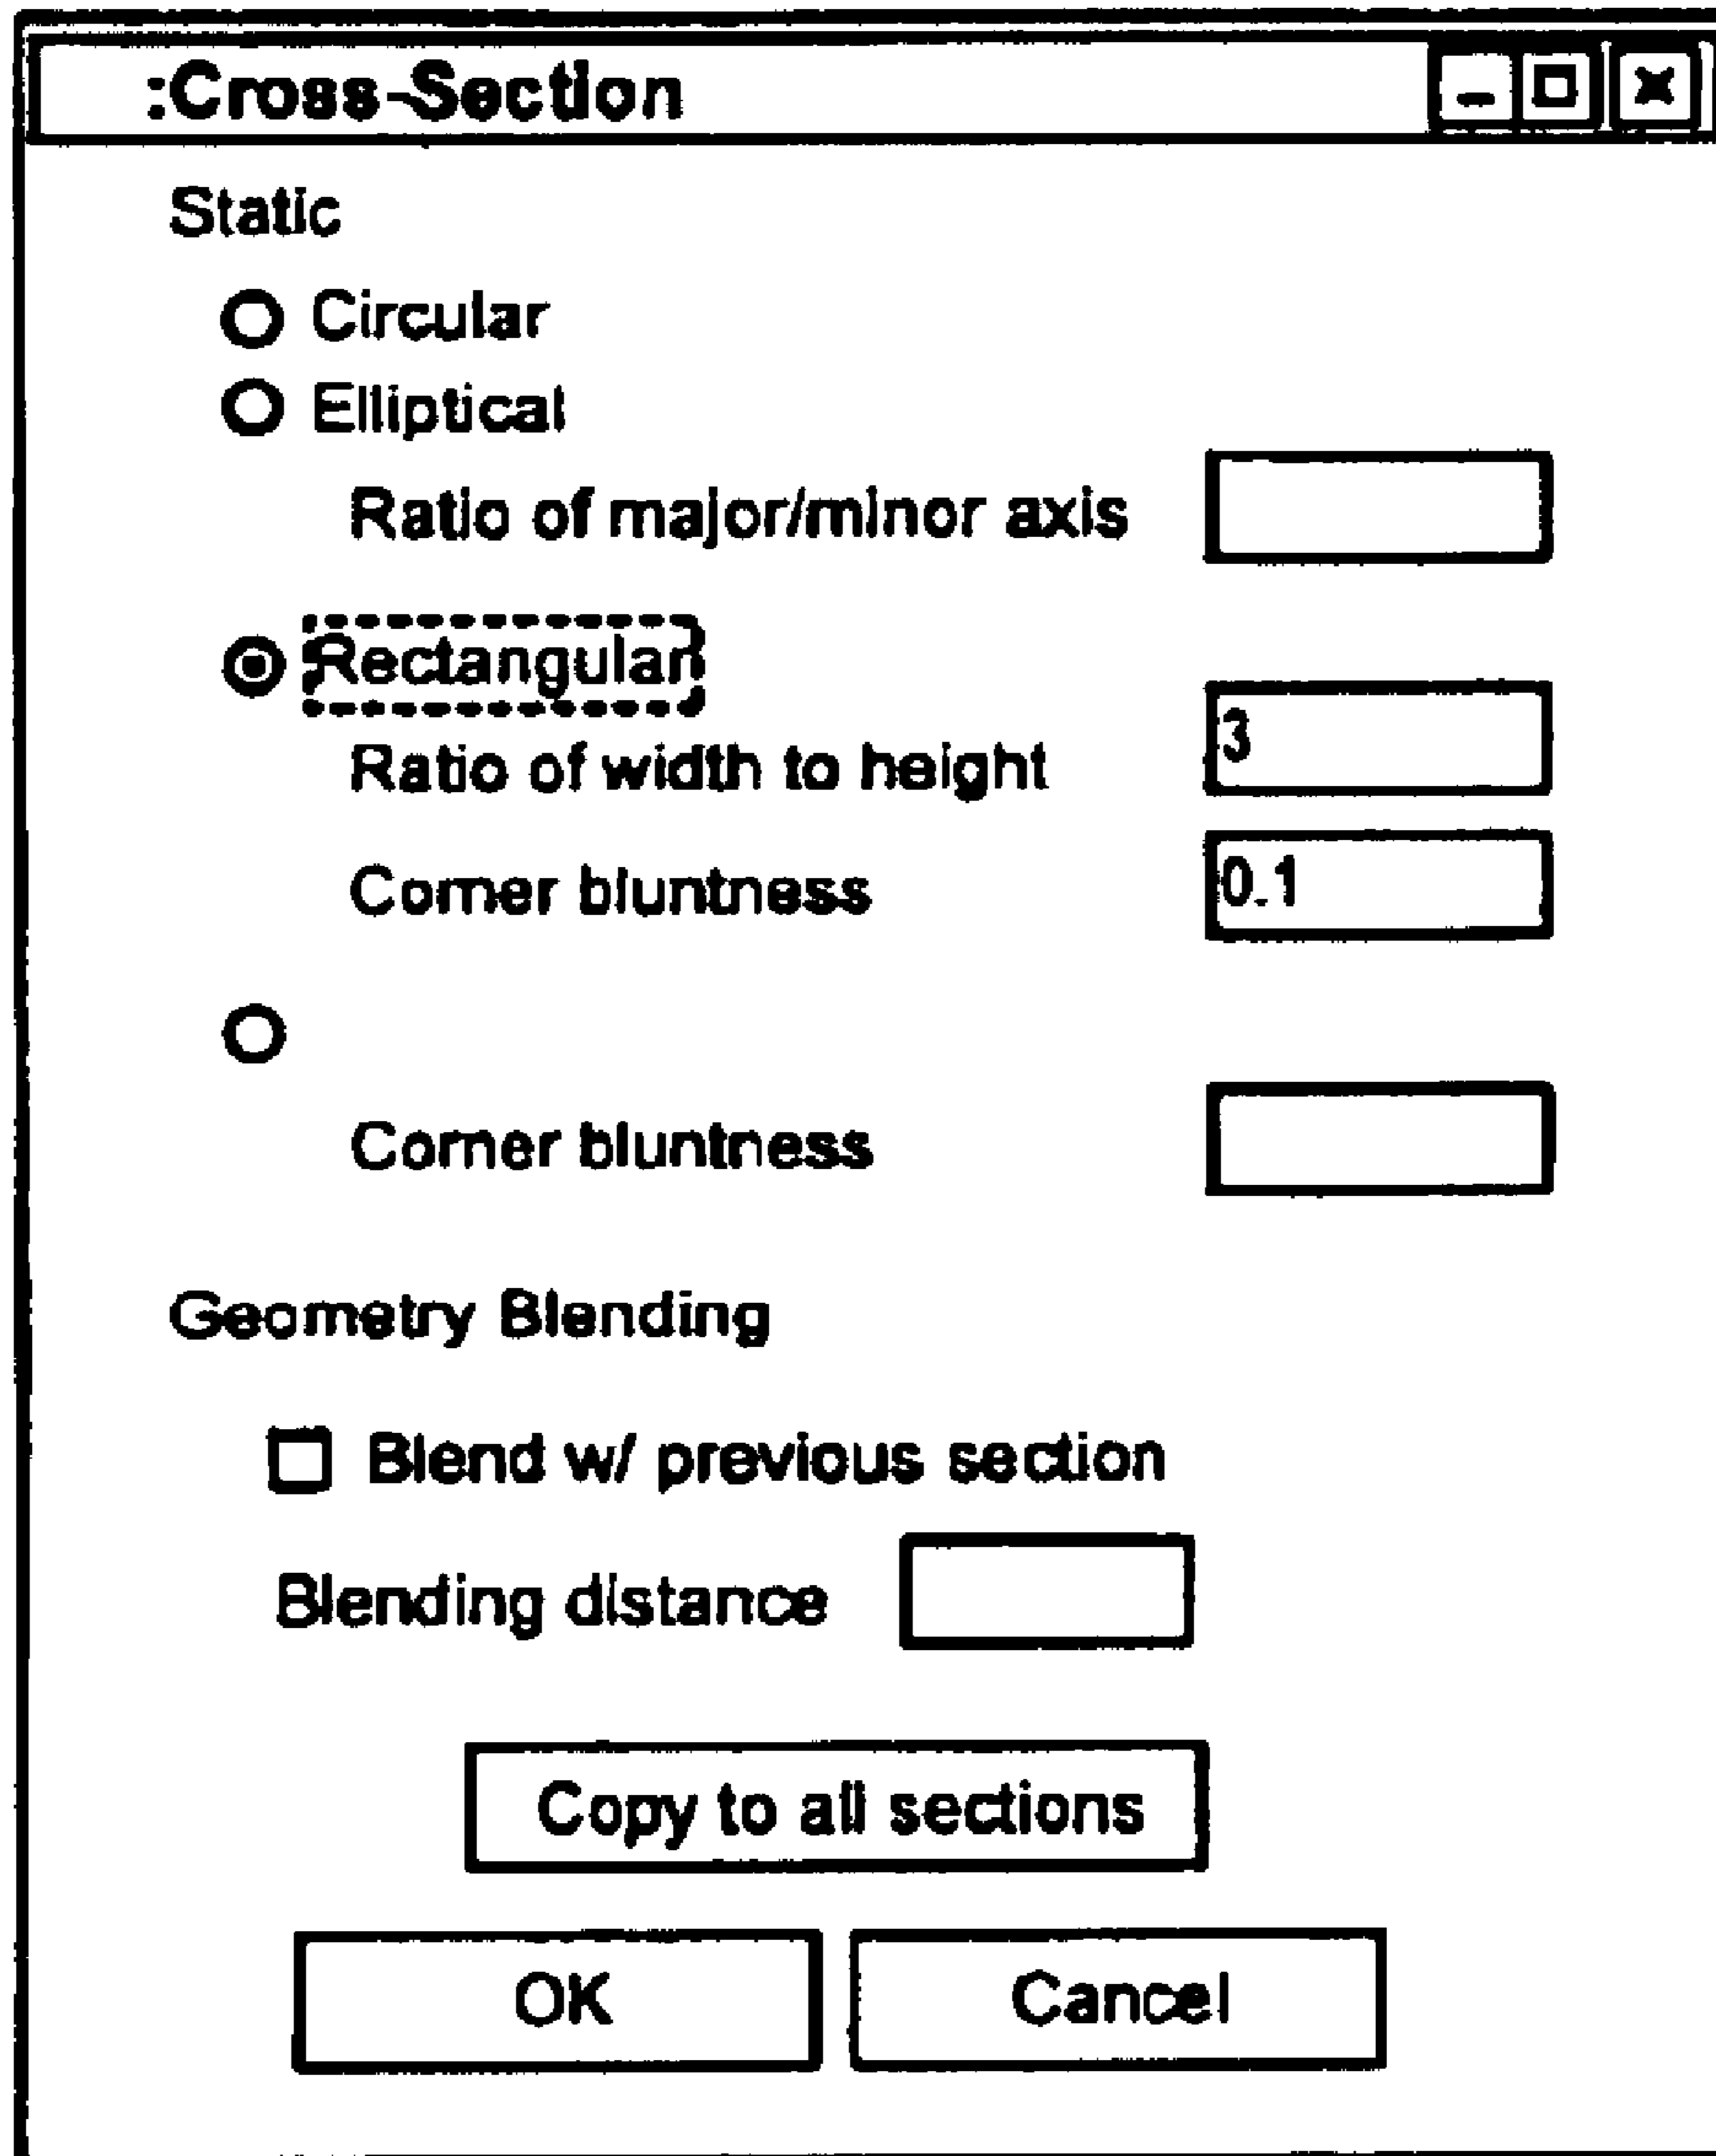 :Cross-Section
Static
Circular
Elliptical
Ratio of major/minor axis
Rectangular
Ratio of width to height
3
Corner bluntness
0.1
Corner bluntness
Geometry Blending
Blend w/ previous section
Blending distance
Copy to all sections
OK
Cancel